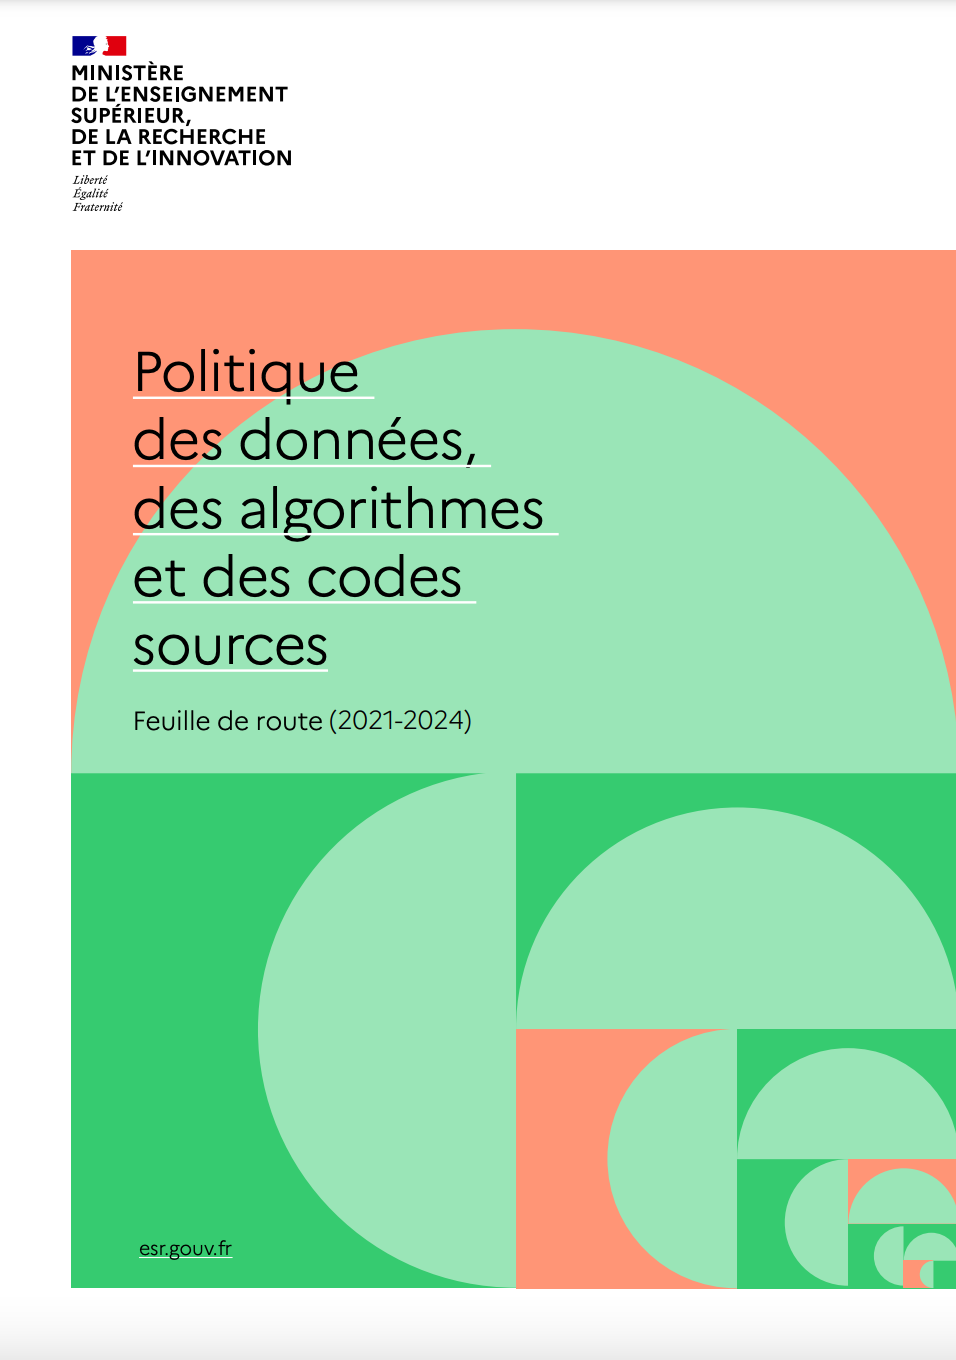 MINISTÈRE
DE L'ENSEIGNEMENT
SUPÉRIEUR,
DE LA RECHERCHE
ET DE L'INNOVATION
Liberté
Égalité
Fraternité
Politique
des données,
des algorithmes
et des codes
sources
Feuille de route (2021-2024)
esr.gouv.fr